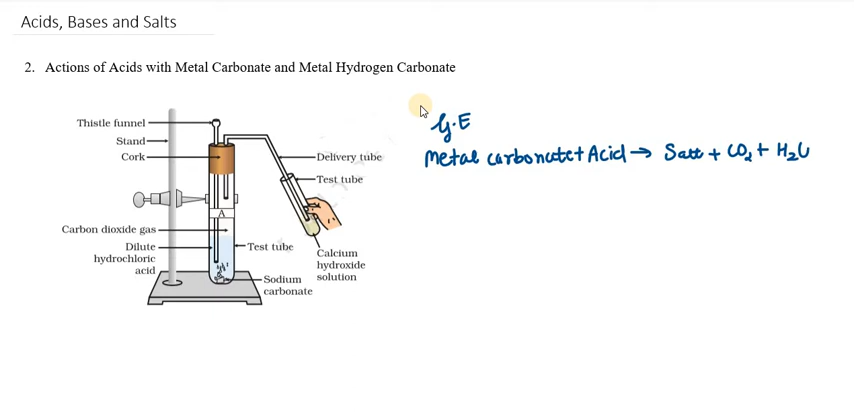 Acids, Bases and Salts
2. Actions of Acids with Metal Carbonate and Metal Hydrogen Carbonate
G.E
Metal carbonate + Acid → Salt + CO₂ + H₂O
Thistle funnel
Stand
Cork
Delivery tube
Test tube
A
Carbon dioxide gas
Dilute
hydrochloric
acid
Test tube
Calcium
hydroxide
solution
Sodium
carbonate